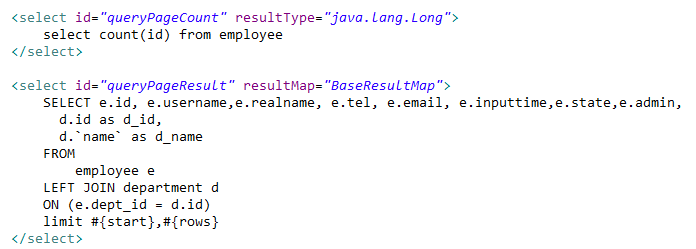 <select id="queryPageCount" resultType="java.lang.Long">
    select count(id) from employee
</select>

<select id="queryPageResult" resultMap="BaseResultMap">
    SELECT e.id, e.username,e.realname, e.tel, e.email, e.inputtime,e.state,e.admin,
      d.id as d_id,
      d.`name` as d_name
    FROM
        employee e
    LEFT JOIN department d
    ON (e.dept_id = d.id)
    limit #{start},#{rows}
</select>